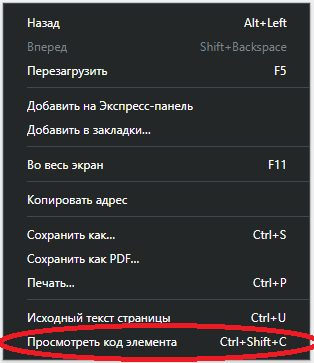 Назад Alt+Left
Вперед Shift+Backspace
Перезагрузить F5
Добавить на Экспресс-панель
Добавить в закладки...
Во весь экран F11
Копировать адрес
Сохранить как... Ctrl+S
Сохранить как PDF...
Печать... Ctrl+P
Исходный текст страницы Ctrl+U
Просмотреть код элемента Ctrl+Shift+C